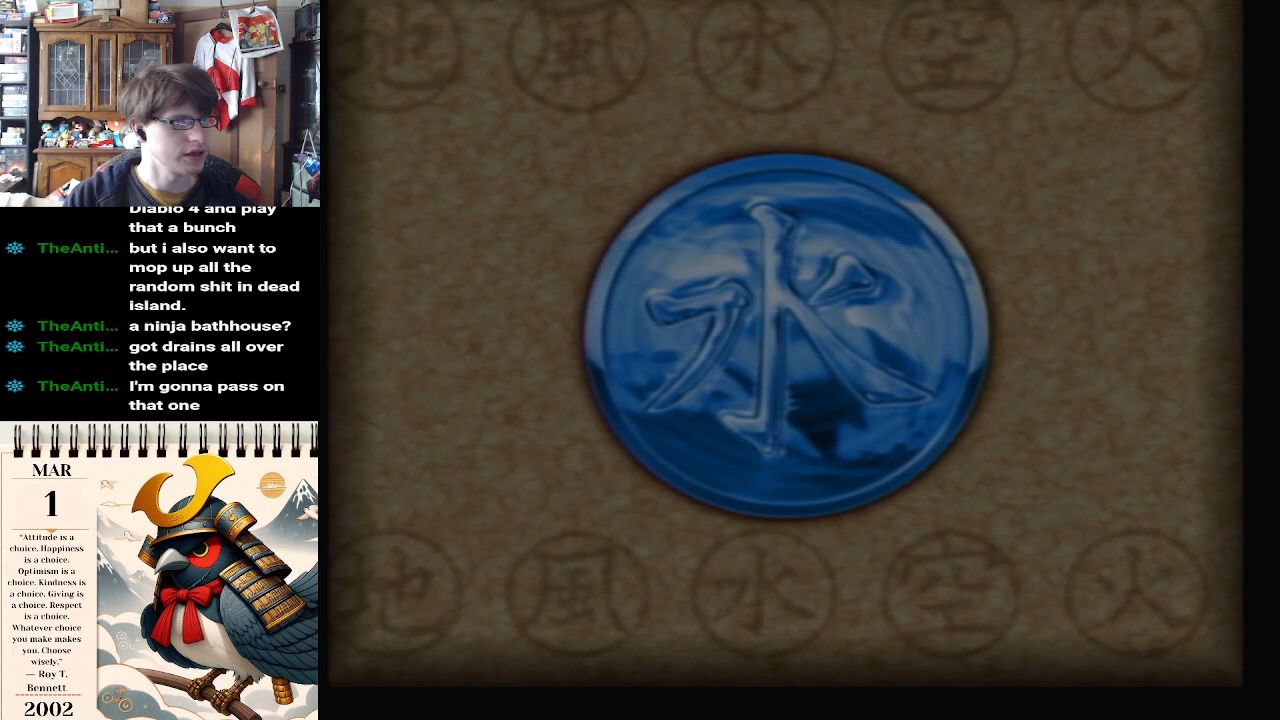 地 風 水 空 火
水
Diablo 4 and play
that a bunch
TheAnti... but i also want to
mop up all the
random shit in dead
island.
TheAnti... a ninja bathhouse?
TheAnti... got drains all over
the place
TheAnti... I'm gonna pass on
that one
MAR
1
"Attitude is a
choice. Happiness
is a choice.
Optimism is a
choice. Kindness is
a choice. Giving is
a choice. Respect
is a choice.
Whatever choice
you make makes
you. Choose
wisely."
— Roy T.
Bennett
2002
地 風 水 空 火